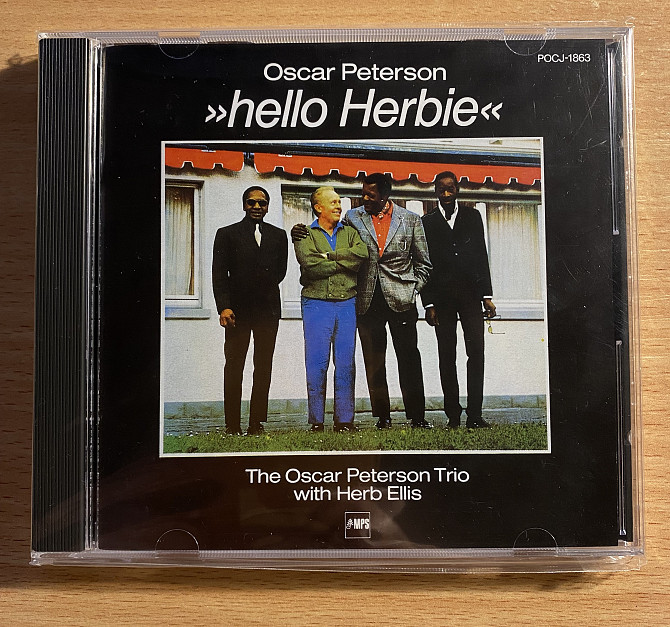 POCJ-1863
Oscar Peterson
»hello Herbie«
The Oscar Peterson Trio
with Herb Ellis
MPS